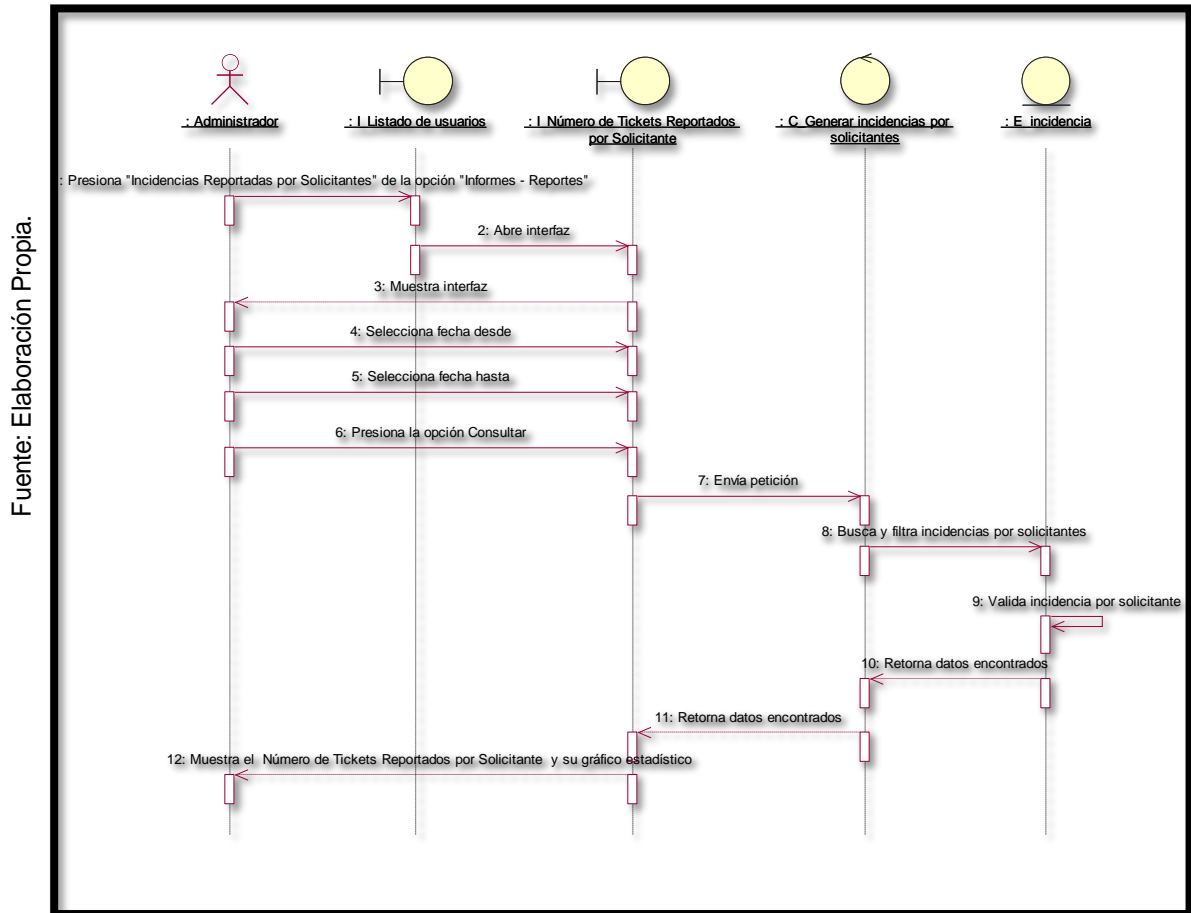 Fuente: Elaboración Propia.
: Administrador
: I_Listado de usuarios
: I_Número de Tickets Reportados
por Solicitante
: C_Generar incidencias por
solicitantes
: E_incidencia
: Presiona "Incidencias Reportadas por Solicitantes" de la opción "Informes - Reportes"
2: Abre interfaz
3: Muestra interfaz
4: Selecciona fecha desde
5: Selecciona fecha hasta
6: Presiona la opción Consultar
7: Envía petición
8: Busca y filtra incidencias por solicitantes
9: Valida incidencia por solicitante
10: Retorna datos encontrados
11: Retorna datos encontrados
12: Muestra el  Número de Tickets Reportados por Solicitante  y su gráfico estadístico